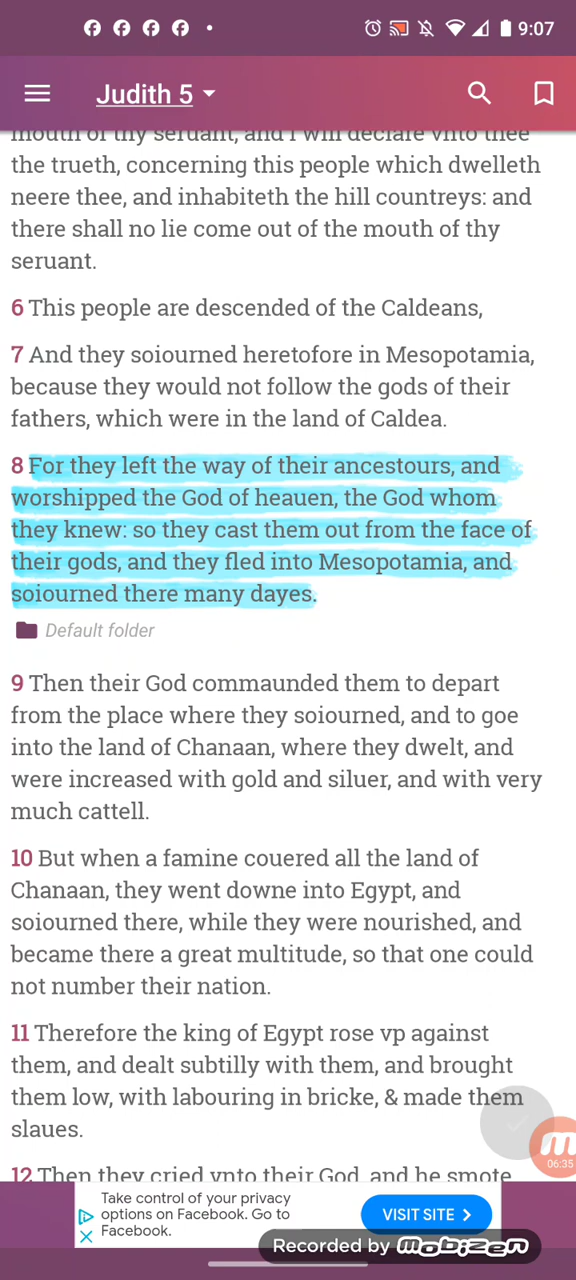 9:07
Judith 5
mouth of thy seruant, and I will declare vnto thee
the trueth, concerning this people which dwelleth
neere thee, and inhabiteth the hill countreys: and
there shall no lie come out of the mouth of thy
seruant.
6 This people are descended of the Caldeans,
7 And they soiourned heretofore in Mesopotamia,
because they would not follow the gods of their
fathers, which were in the land of Caldea.
8 For they left the way of their ancestours, and
worshipped the God of heauen, the God whom
they knew: so they cast them out from the face of
their gods, and they fled into Mesopotamia, and
soiourned there many dayes.
Default folder
9 Then their God commaunded them to depart
from the place where they soiourned, and to goe
into the land of Chanaan, where they dwelt, and
were increased with gold and siluer, and with very
much cattell.
10 But when a famine couered all the land of
Chanaan, they went downe into Egypt, and
soiourned there, while they were nourished, and
became there a great multitude, so that one could
not number their nation.
11 Therefore the king of Egypt rose vp against
them, and dealt subtilly with them, and brought
them low, with labouring in bricke, & made them
slaues.
12 Then they cried vnto their God, and he smote
06:35
Take control of your privacy
options on Facebook. Go to
Facebook.
VISIT SITE
Recorded by mobizen